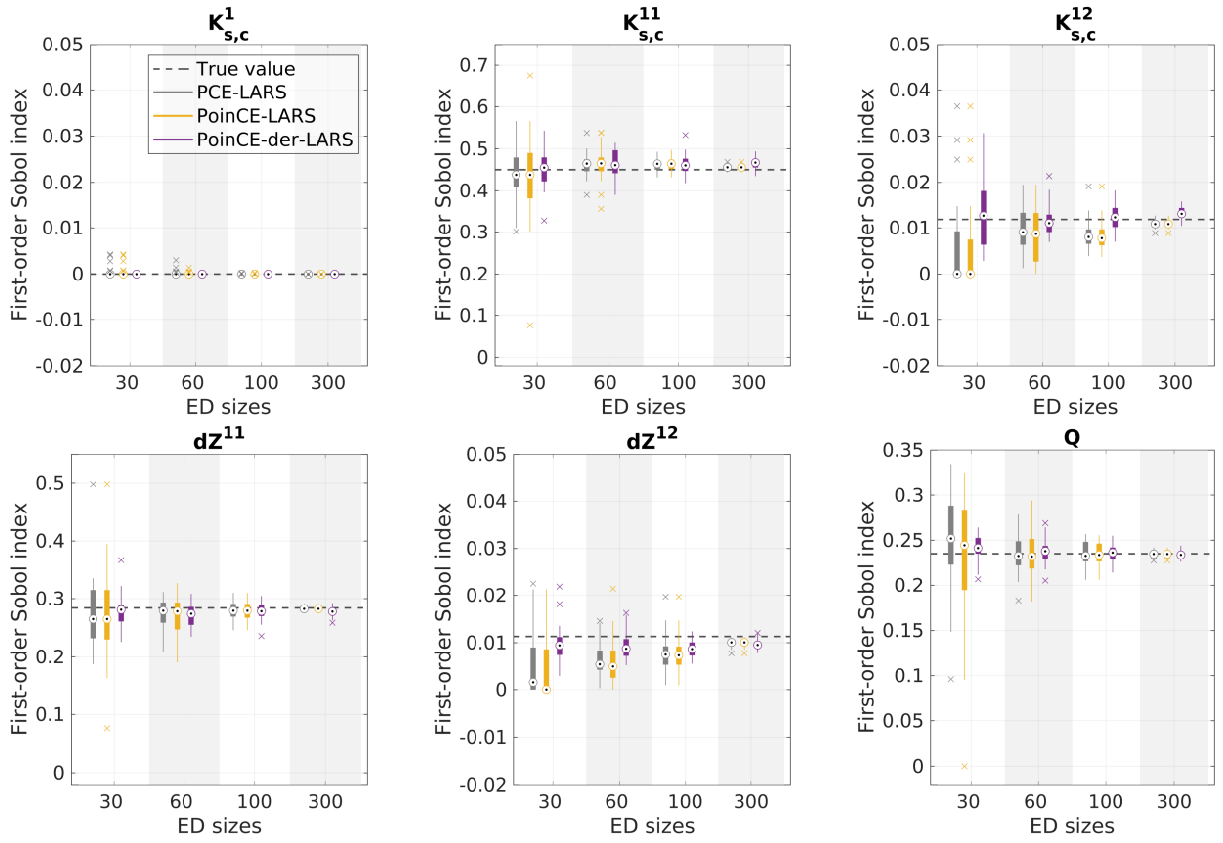 K¹s,c
0.05
0.04
0.03
0.02
0.01
0
-0.01
-0.02
First-order Sobol index
True value
PCE-LARS
PoinCE-LARS
PoinCE-der-LARS
30 60 100 300
ED sizes
K¹¹s,c
0.7
0.6
0.5
0.4
0.3
0.2
0.1
0
First-order Sobol index
30 60 100 300
ED sizes
K¹²s,c
0.05
0.04
0.03
0.02
0.01
0
-0.01
-0.02
First-order Sobol index
30 60 100 300
ED sizes
dZ¹¹
0.5
0.4
0.3
0.2
0.1
0
First-order Sobol index
30 60 100 300
ED sizes
dZ¹²
0.05
0.04
0.03
0.02
0.01
0
-0.01
-0.02
First-order Sobol index
30 60 100 300
ED sizes
Q
0.35
0.3
0.25
0.2
0.15
0.1
0.05
0
First-order Sobol index
30 60 100 300
ED sizes